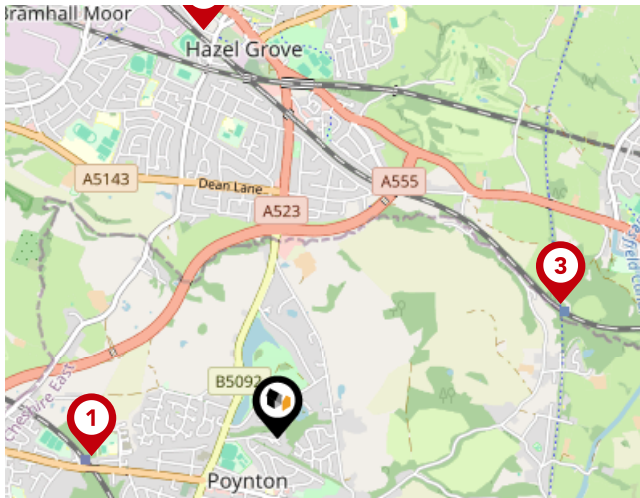 Bramhall Moor
Hazel Grove
A5143
Dean Lane
A555
A523
3
B5092
Cheshire East
1
Poynton